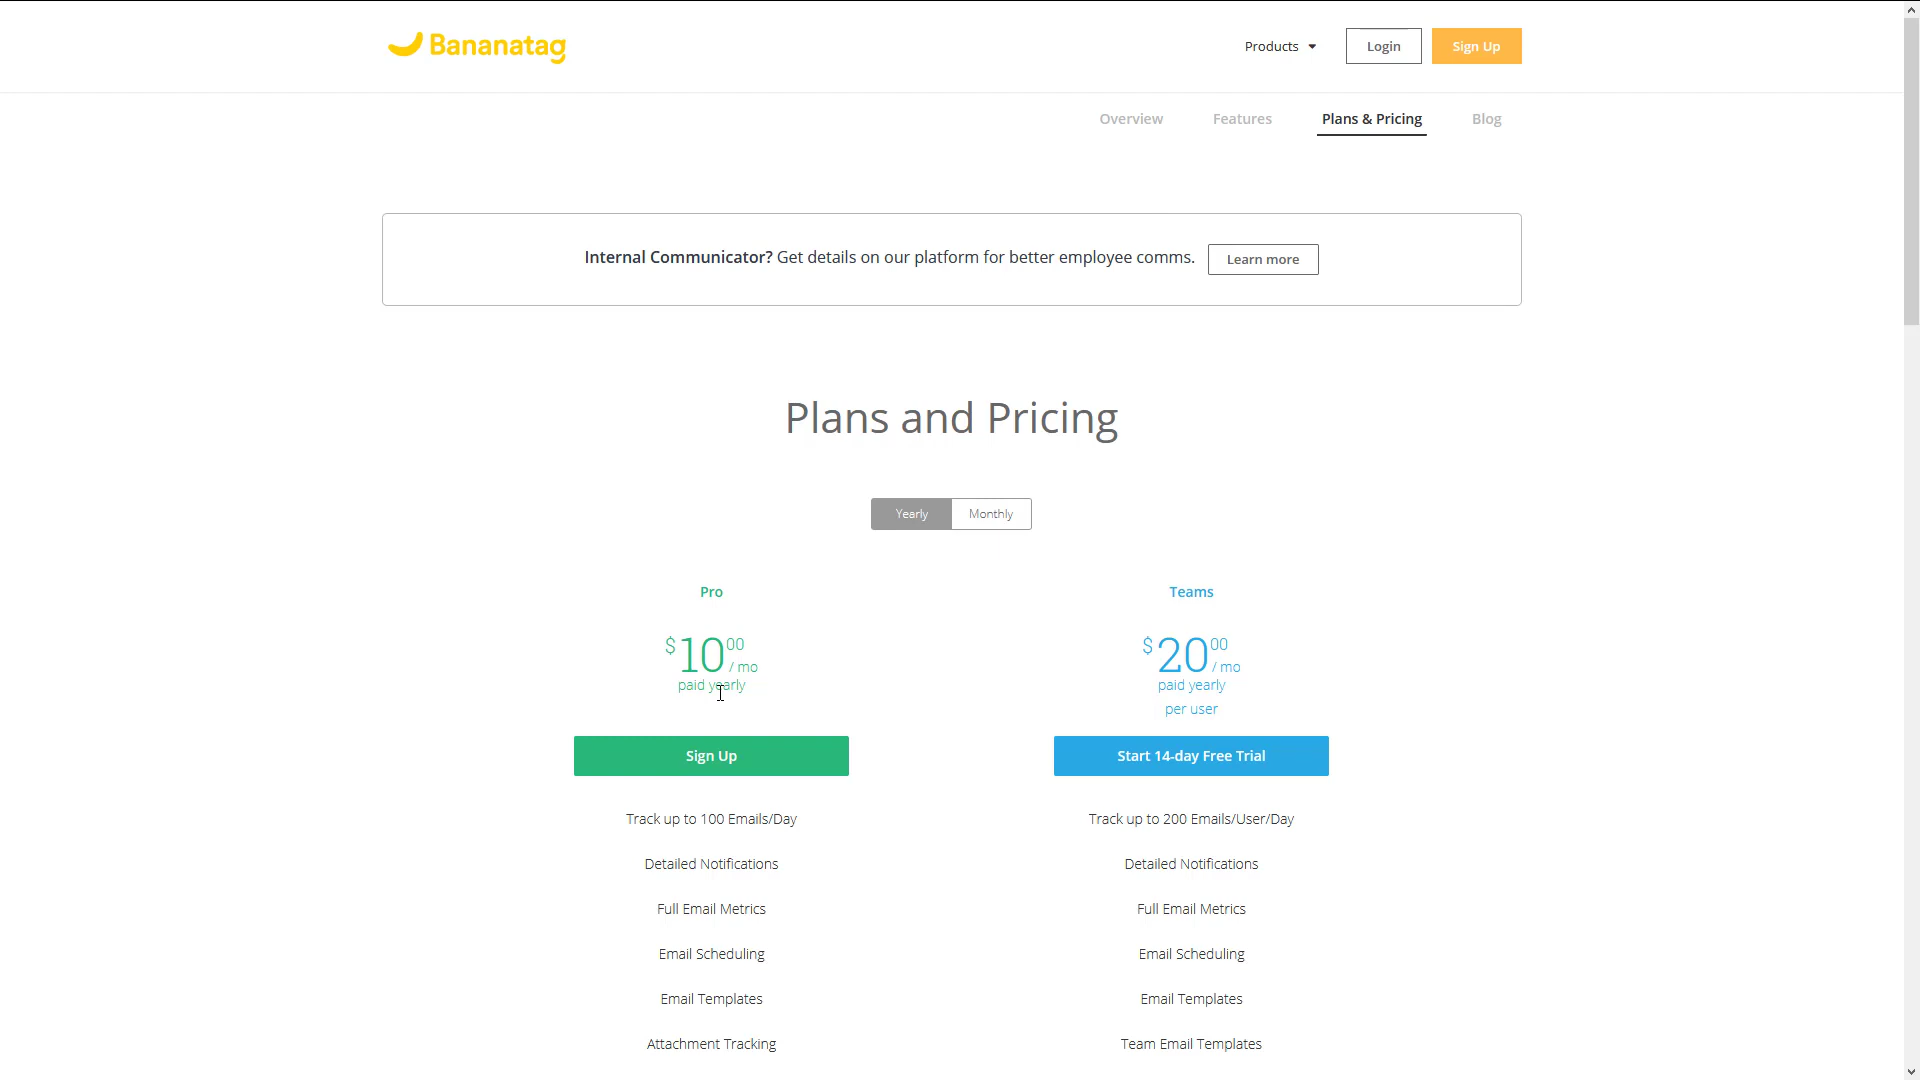 Bananatag
Products
Login
Sign Up
Overview
Features
Plans & Pricing
Blog
Internal Communicator? Get details on our platform for better employee comms.
Learn more
Plans and Pricing
Yearly
Monthly
Pro
$10 00 / mo
paid yearly
Sign Up
Track up to 100 Emails/Day
Detailed Notifications
Full Email Metrics
Email Scheduling
Email Templates
Attachment Tracking
Teams
$20 00 / mo
paid yearly
per user
Start 14-day Free Trial
Track up to 200 Emails/User/Day
Detailed Notifications
Full Email Metrics
Email Scheduling
Email Templates
Team Email Templates